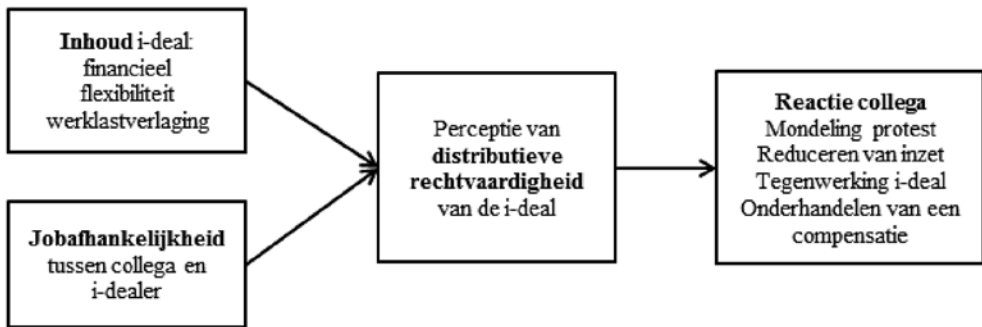 Inhoud i-deal:
financieel
flexibiliteit
werklastverlaging
Jobafhankelijkheid
tussen collega en
i-dealer
Perceptie van
distributieve
rechtvaardigheid
van de i-deal
Reactie collega
Mondeling protest
Reduceren van inzet
Tegenwerking i-deal
Onderhandelen van een
compensatie